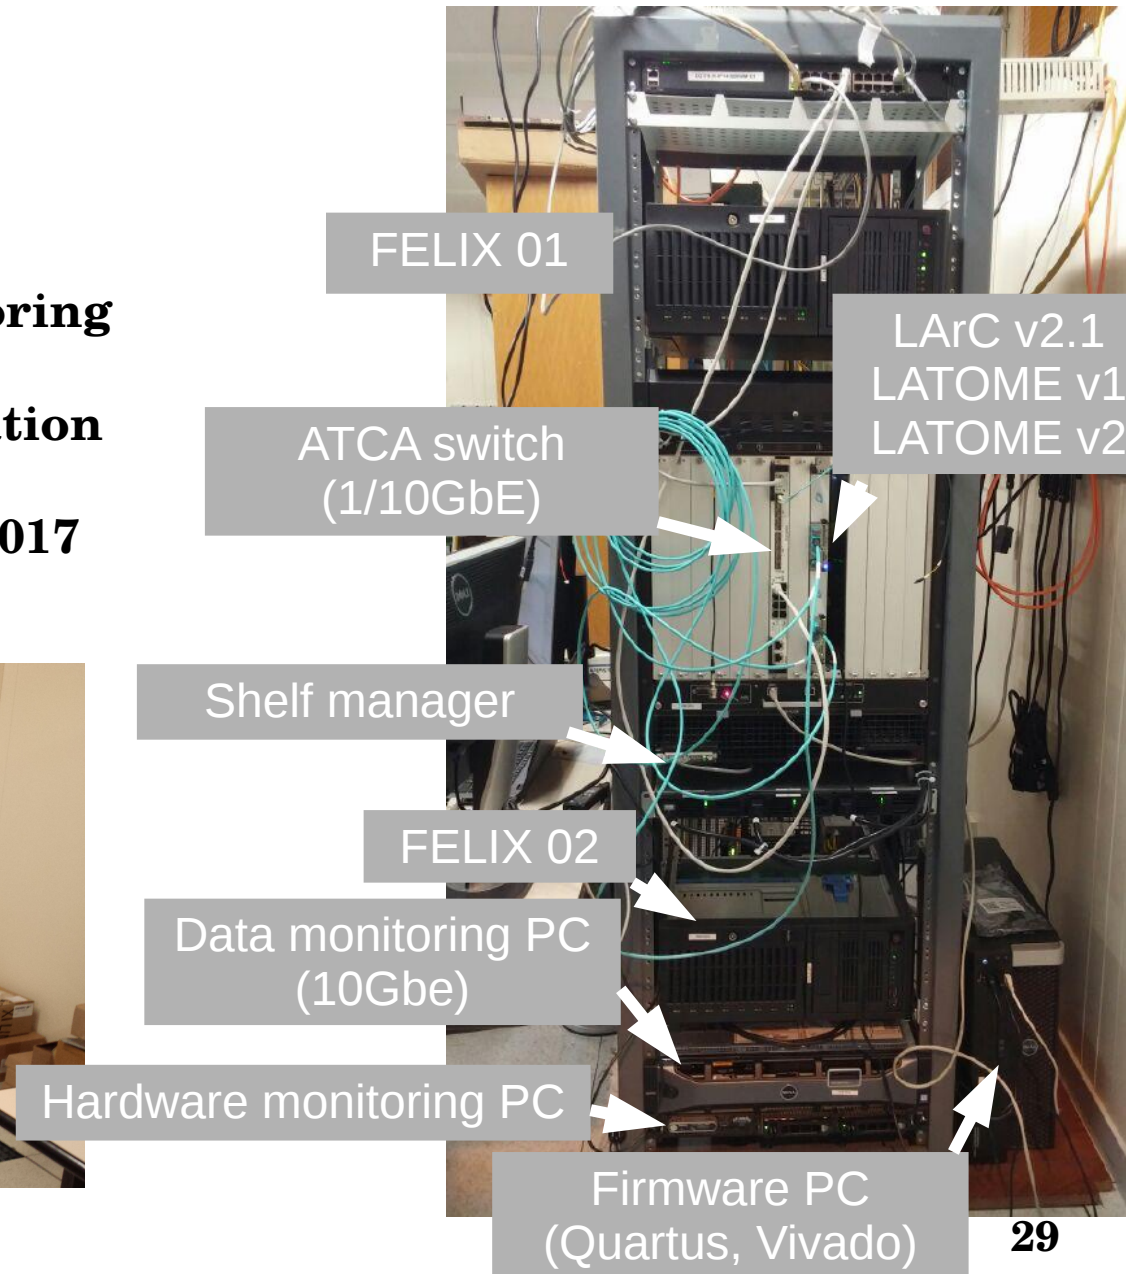 FELIX 01
oring
LArC v2.1
LATOME v1
LATOME v2
ation
ATCA switch
(1/10GbE)
017
Shelf manager
FELIX 02
Data monitoring PC
(10Gbe)
Hardware monitoring PC
Firmware PC
(Quartus, Vivado)
29